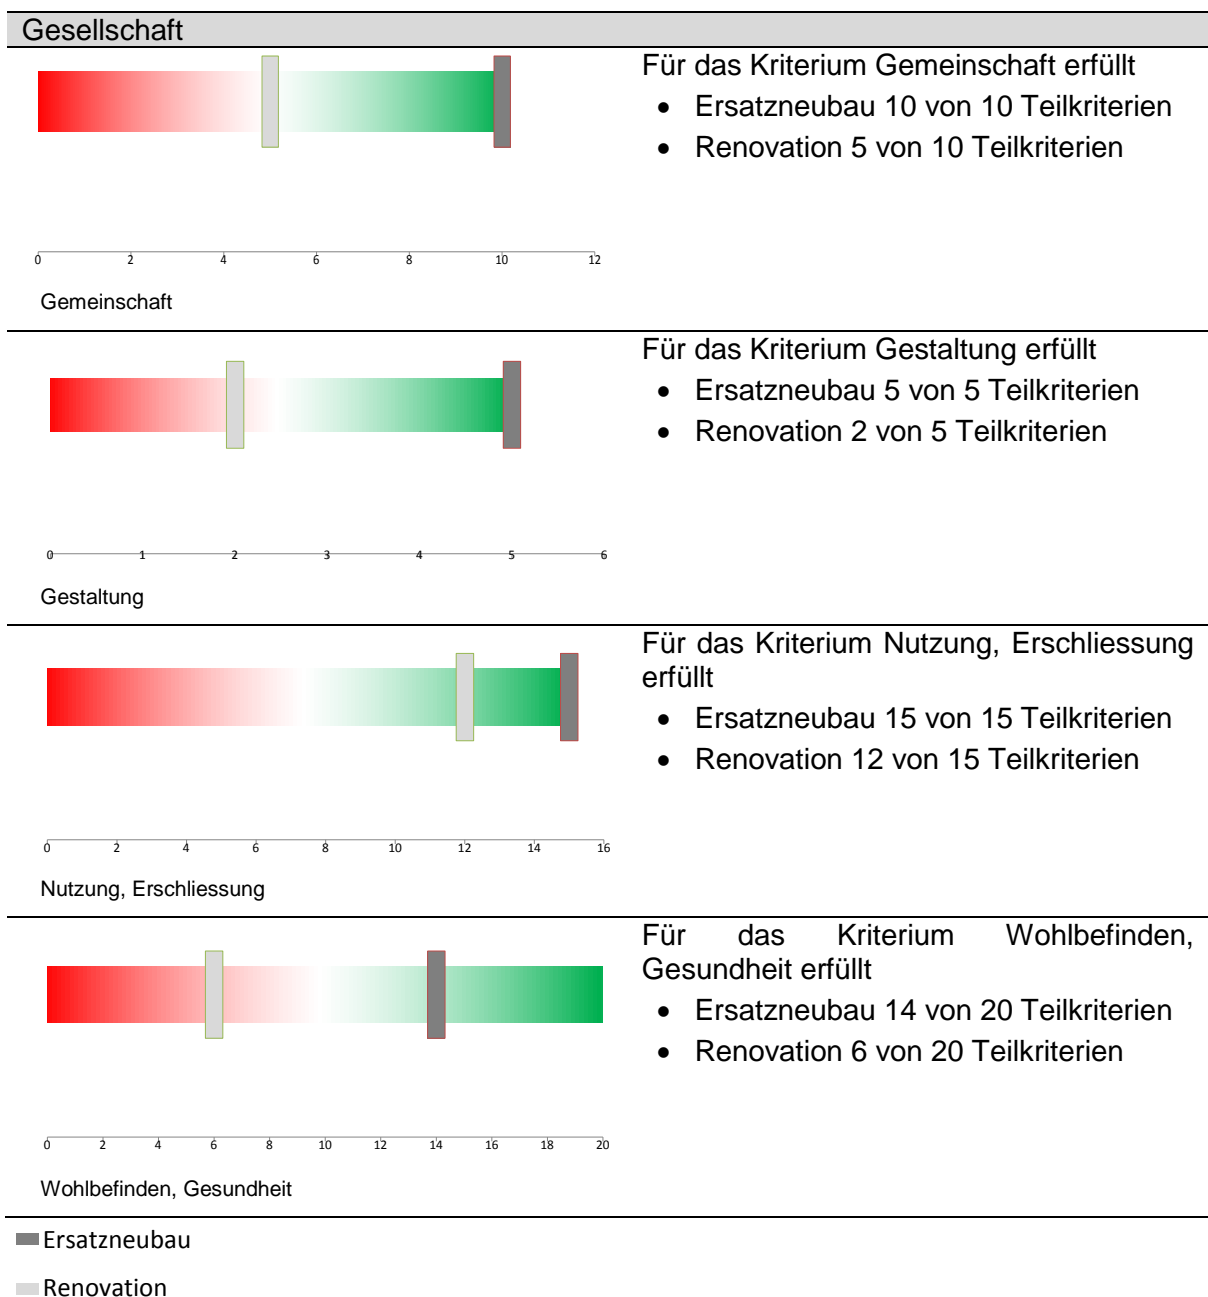 Gesellschaft
Für das Kriterium Gemeinschaft erfüllt
• Ersatzneubau 10 von 10 Teilkriterien
• Renovation 5 von 10 Teilkriterien
0 2 4 6 8 10 12
Gemeinschaft
Für das Kriterium Gestaltung erfüllt
• Ersatzneubau 5 von 5 Teilkriterien
• Renovation 2 von 5 Teilkriterien
0 1 2 3 4 5 6
Gestaltung
Für das Kriterium Nutzung, Erschliessung
erfüllt
• Ersatzneubau 15 von 15 Teilkriterien
• Renovation 12 von 15 Teilkriterien
0 2 4 6 8 10 12 14 16
Nutzung, Erschliessung
Für das Kriterium Wohlbefinden,
Gesundheit erfüllt
• Ersatzneubau 14 von 20 Teilkriterien
• Renovation 6 von 20 Teilkriterien
0 2 4 6 8 10 12 14 16 18 20
Wohlbefinden, Gesundheit
Ersatzneubau
Renovation